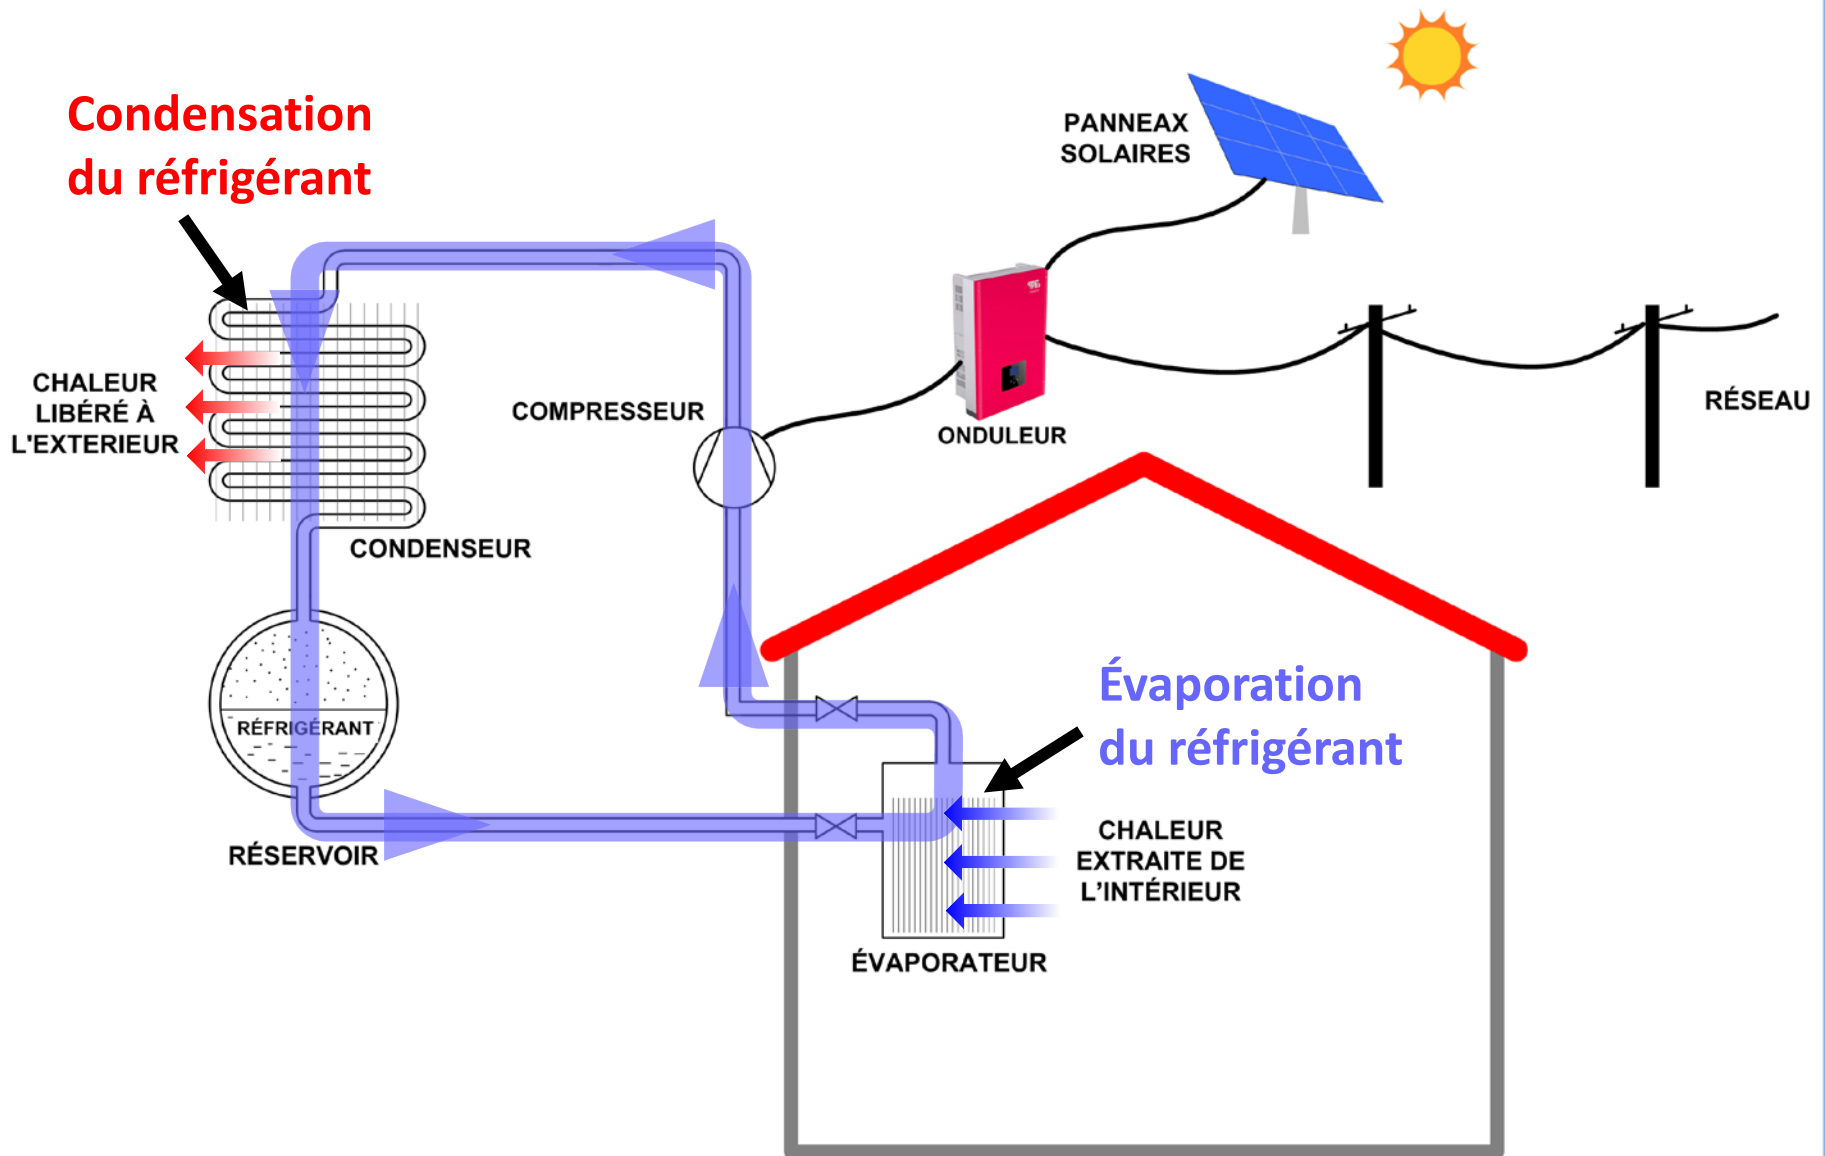 Condensation
du réfrigérant
PANNEAX
SOLAIRES
CHALEUR
LIBÉRÉ À
L'EXTERIEUR
COMPRESSEUR
ONDULEUR
RÉSEAU
CONDENSEUR
RÉFRIGÉRANT
Évaporation
du réfrigérant
RÉSERVOIR
CHALEUR
EXTRAITE DE
L'INTÉRIEUR
ÉVAPORATEUR